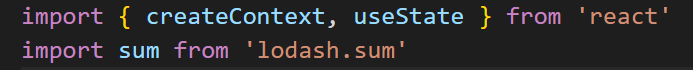 import { createContext, useState } from 'react'
import sum from 'lodash.sum'